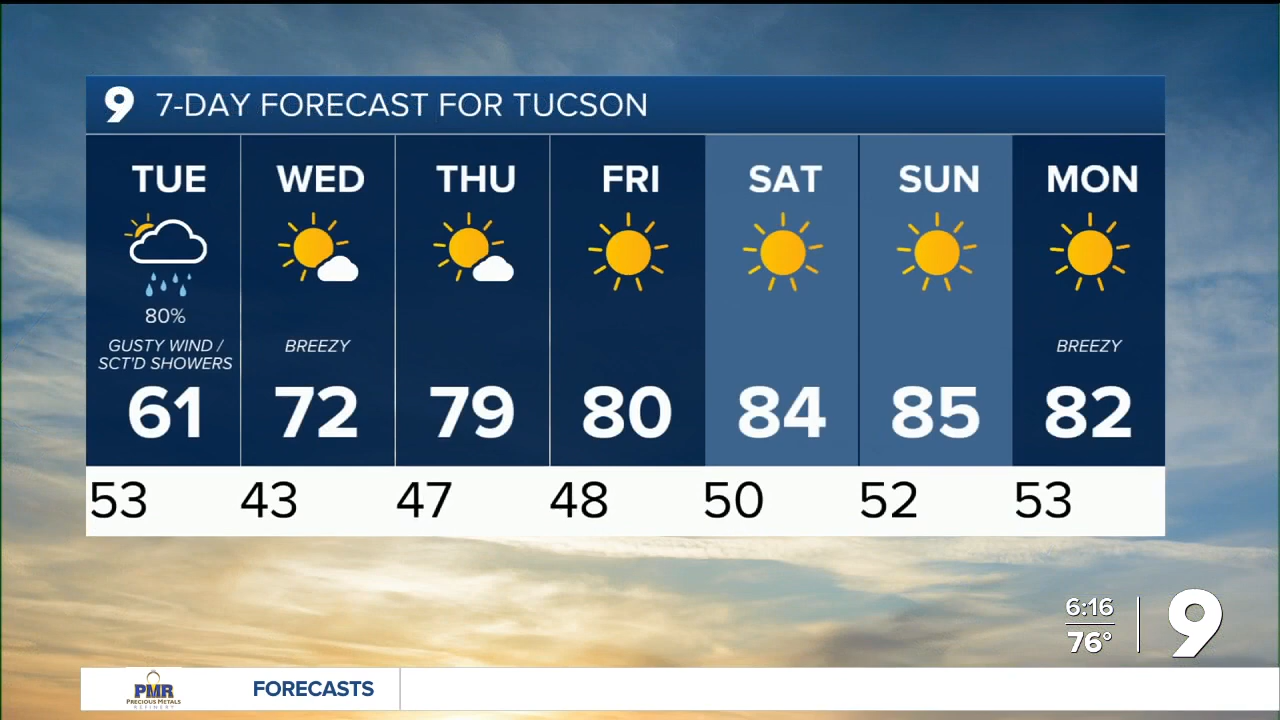 9 7-DAY FORECAST FOR TUCSON
TUE WED THU FRI SAT SUN MON
80%
GUSTY WIND / BREEZY BREEZY
SCT'D SHOWERS
61 72 79 80 84 85 82
53 43 47 48 50 52 53
6:16
76°
9
PMR
PRECIOUS METALS
REFINERY
FORECASTS